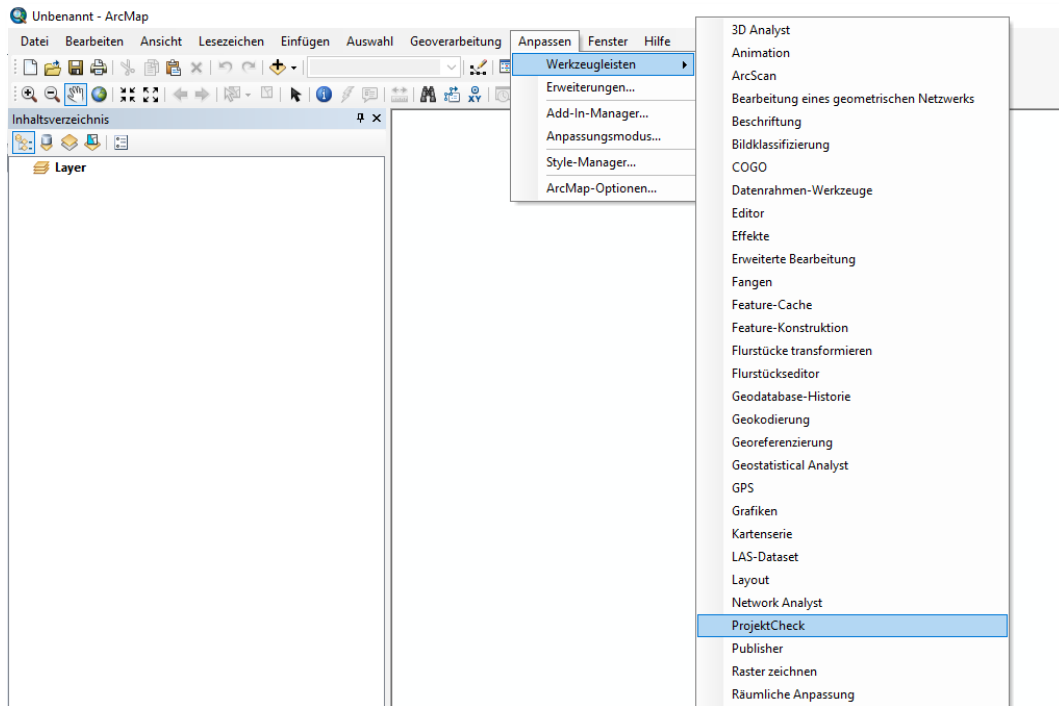 Unbenannt - ArcMap
Datei Bearbeiten Ansicht Lesezeichen Einfügen Auswahl Geoverarbeitung Anpassen Fenster Hilfe
Inhaltsverzeichnis
Layer
Werkzeugleisten
Erweiterungen...
Add-In-Manager...
Anpassungsmodus...
Style-Manager...
ArcMap-Optionen...
3D Analyst
Animation
ArcScan
Bearbeitung eines geometrischen Netzwerks
Beschriftung
Bildklassifizierung
COGO
Datenrahmen-Werkzeuge
Editor
Effekte
Erweiterte Bearbeitung
Fangen
Feature-Cache
Feature-Konstruktion
Flurstücke transformieren
Flurstückseditor
Geodatabase-Historie
Geokodierung
Georeferenzierung
Geostatistical Analyst
GPS
Grafiken
Kartenserie
LAS-Dataset
Layout
Network Analyst
ProjektCheck
Publisher
Raster zeichnen
Räumliche Anpassung